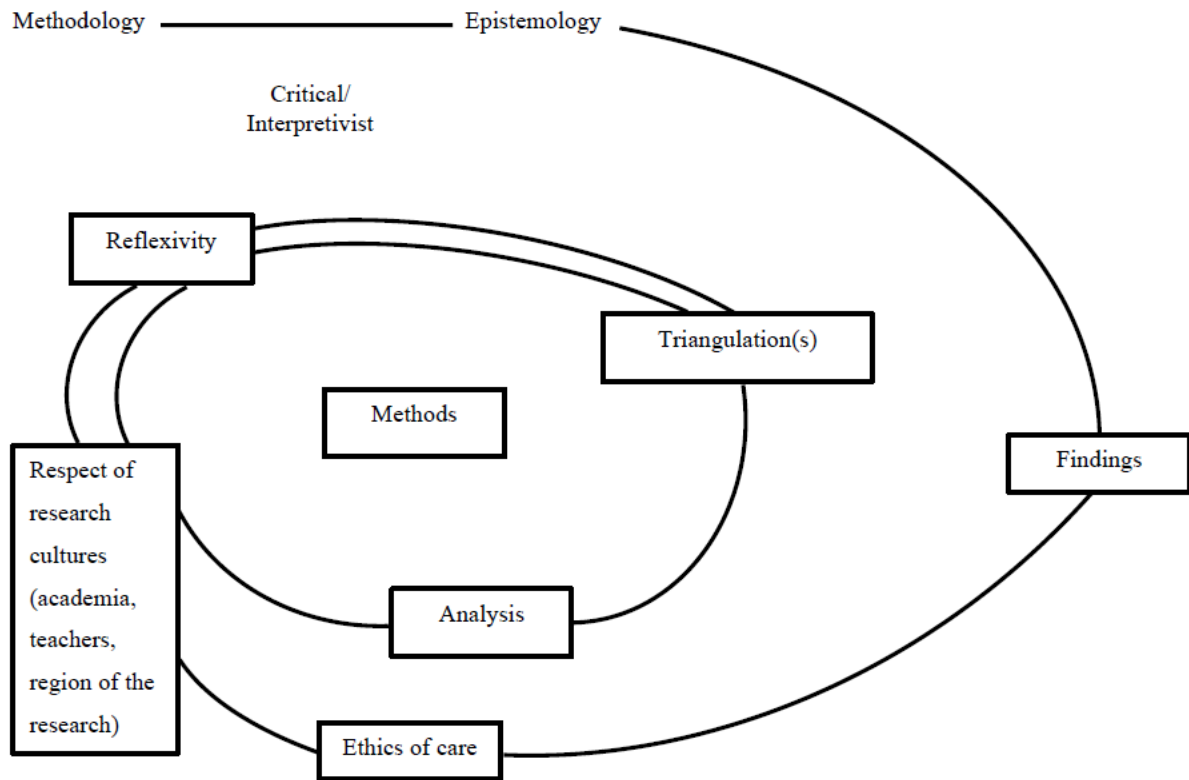 Methodology
Epistemology
Critical/
Interpretivist
Reflexivity
Triangulation(s)
Methods
Findings
Respect of
research
cultures
(academia,
teachers,
region of the
research)
Analysis
Ethics of care